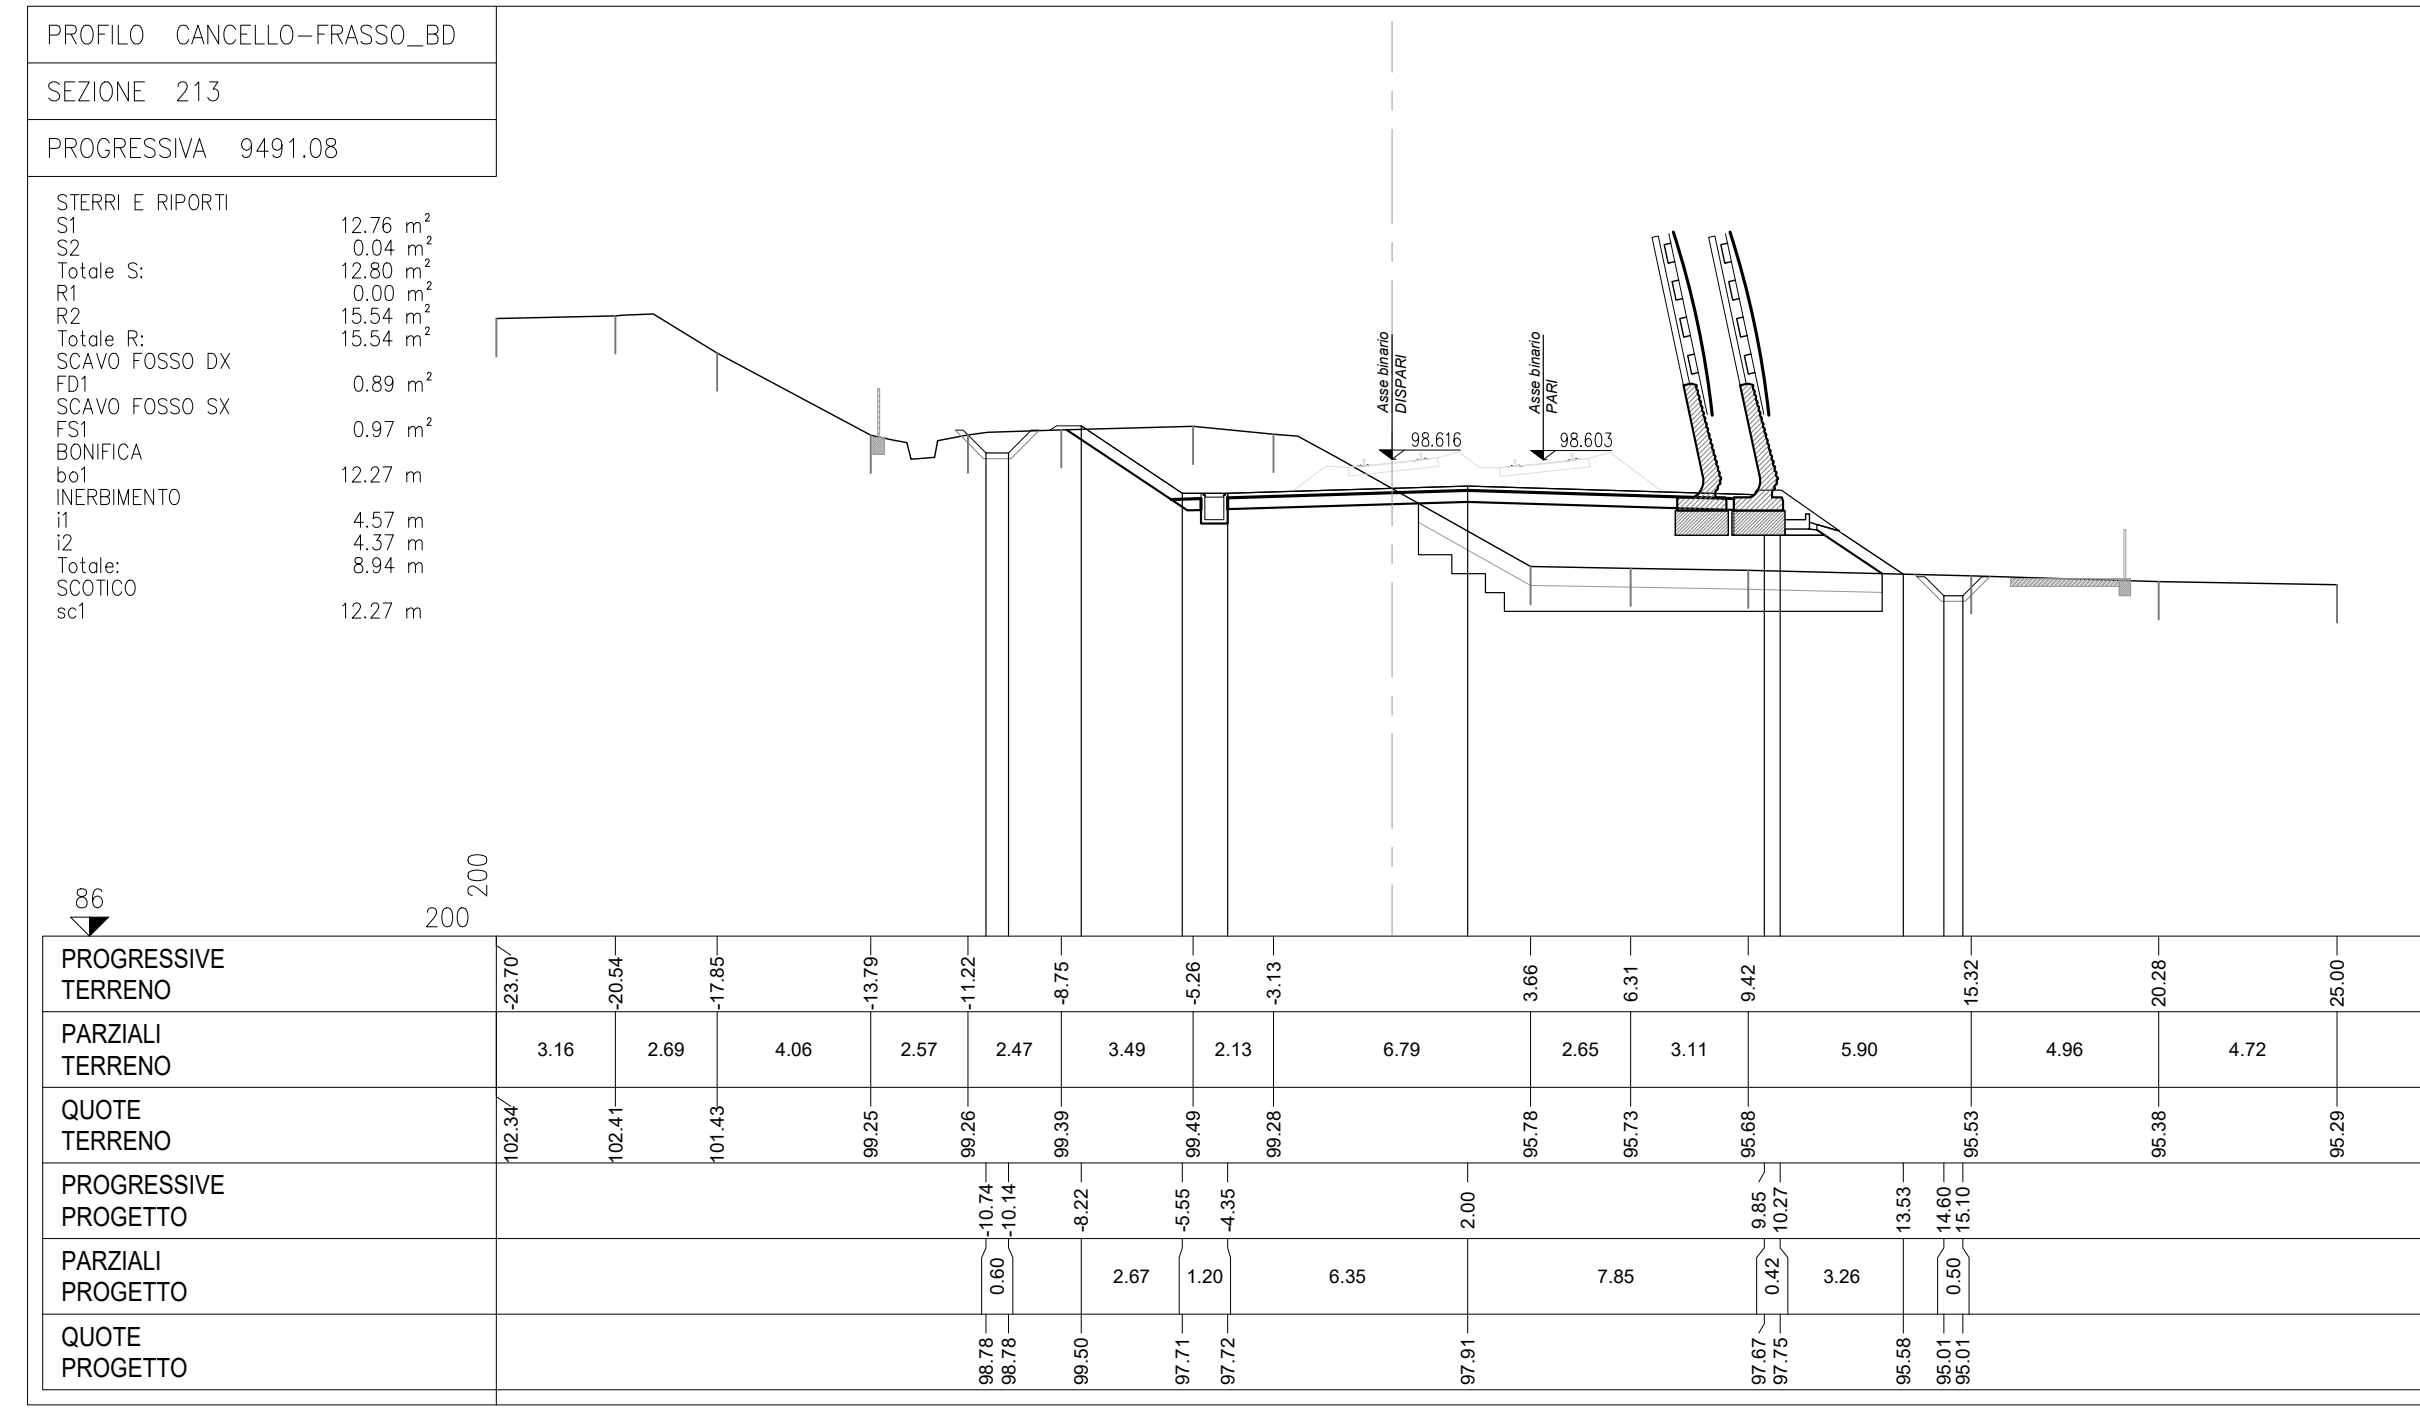 PROFILO CANCELLO-FRASSO_BD
SEZIONE 213
PROGRESSIVA 9491.08
STERRI E RIPORTI
S1 12.76 m²
S2 0.04 m²
Totale S: 12.80 m²
R1 0.00 m²
R2 15.54 m²
Totale R: 15.54 m²
SCAVO FOSSO DX
FD1 0.89 m²
SCAVO FOSSO SX
FS1 0.97 m²
BONIFICA
bo1 12.27 m
INERBIMENTO
i1 4.57 m
i2 4.37 m
Totale: 8.94 m
SCOTICO
sc1 12.27 m
Asse binario
DISPARI
98.616
Asse binario
PARI
98.603
86
200
200
PROGRESSIVE
TERRENO
-23.70 -20.54 -17.85 -13.79 -11.22 -8.75 -5.26 -3.13 3.66 6.31 9.42 15.32 20.28 25.00
PARZIALI
TERRENO
3.16 2.69 4.06 2.57 2.47 3.49 2.13 6.79 2.65 3.11 5.90 4.96 4.72
QUOTE
TERRENO
102.34 102.41 101.43 99.25 99.26 99.39 99.49 99.28 95.78 95.73 95.68 95.53 95.38 95.29
PROGRESSIVE
PROGETTO
-10.74 -10.14 -8.22 -5.55 -4.35 2.00 9.85 10.27 13.53 14.60 15.10
PARZIALI
PROGETTO
0.60 2.67 1.20 6.35 7.85 0.42 3.26 0.50
QUOTE
PROGETTO
98.78 98.78 99.50 97.71 97.72 97.91 97.67 97.75 95.58 95.01 95.01